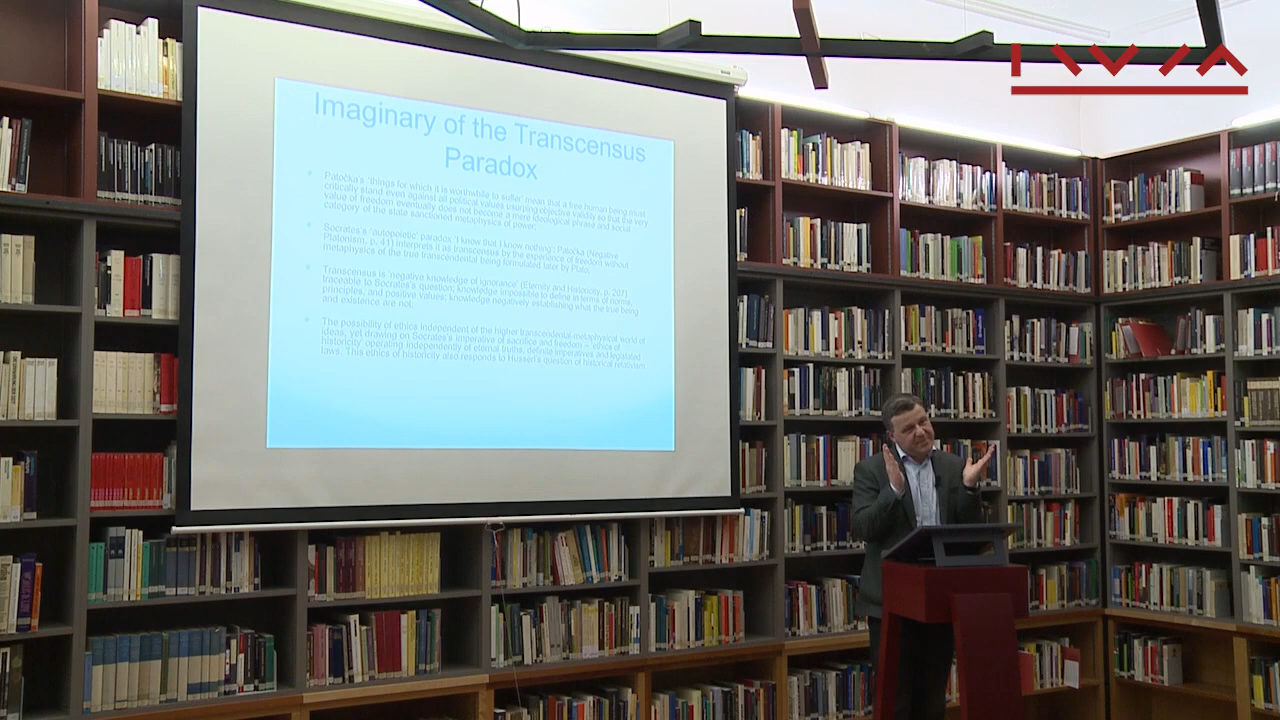 Imaginary of the Transcensus
Paradox
Patočka's 'things for which it is worthwhile to suffer' mean that a free human being must
critically stand even against all political values usurping objective validity so that the very
value of freedom eventually does not become a mere ideological phrase and social
category of the state sanctioned metaphysics of power.
Socrates's 'autopoietic' paradox 'I know that I know nothing': Patočka (Negative
Platonism, p. 41) interprets it as transcensus by the experience of freedom without
metaphysics of the true transcendental being formulated later by Plato.
Transcensus is 'negative knowledge of ignorance' (Eternity and Historicity, p. 207)
traceable to Socrates's question; knowledge impossible to define in terms of norms,
principles, and positive values; knowledge negatively establishing what the true being
and existence are not.
The possibility of ethics independent of the higher transcendental metaphysical world of
ideas, yet drawing on Socrates's imperative of sacrifice and freedom – 'ethics of
historicity' operating independently of eternal truths, definite imperatives and legislated
laws. This ethics of historicity also responds to Husserl's question of historical relativism